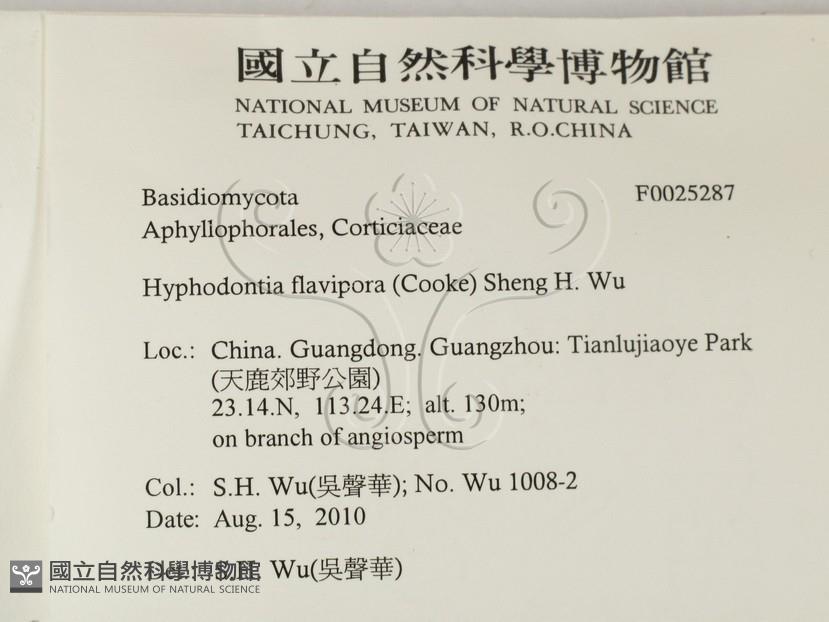 國立自然科學博物館
NATIONAL MUSEUM OF NATURAL SCIENCE
TAICHUNG, TAIWAN, R.O.CHINA
Basidiomycota F0025287
Aphyllophorales, Corticiaceae
Hyphodontia flavipora (Cooke) Sheng H. Wu
Loc.: China. Guangdong. Guangzhou: Tianlujiaoye Park
(天鹿郊野公園)
23.14.N, 113.24.E; alt. 130m;
on branch of angiosperm
Col.: S.H. Wu(吳聲華); No. Wu 1008-2
Date: Aug. 15, 2010
Wu(吳聲華)
國立自然科學博物館
NATIONAL MUSEUM OF NATURAL SCIENCE